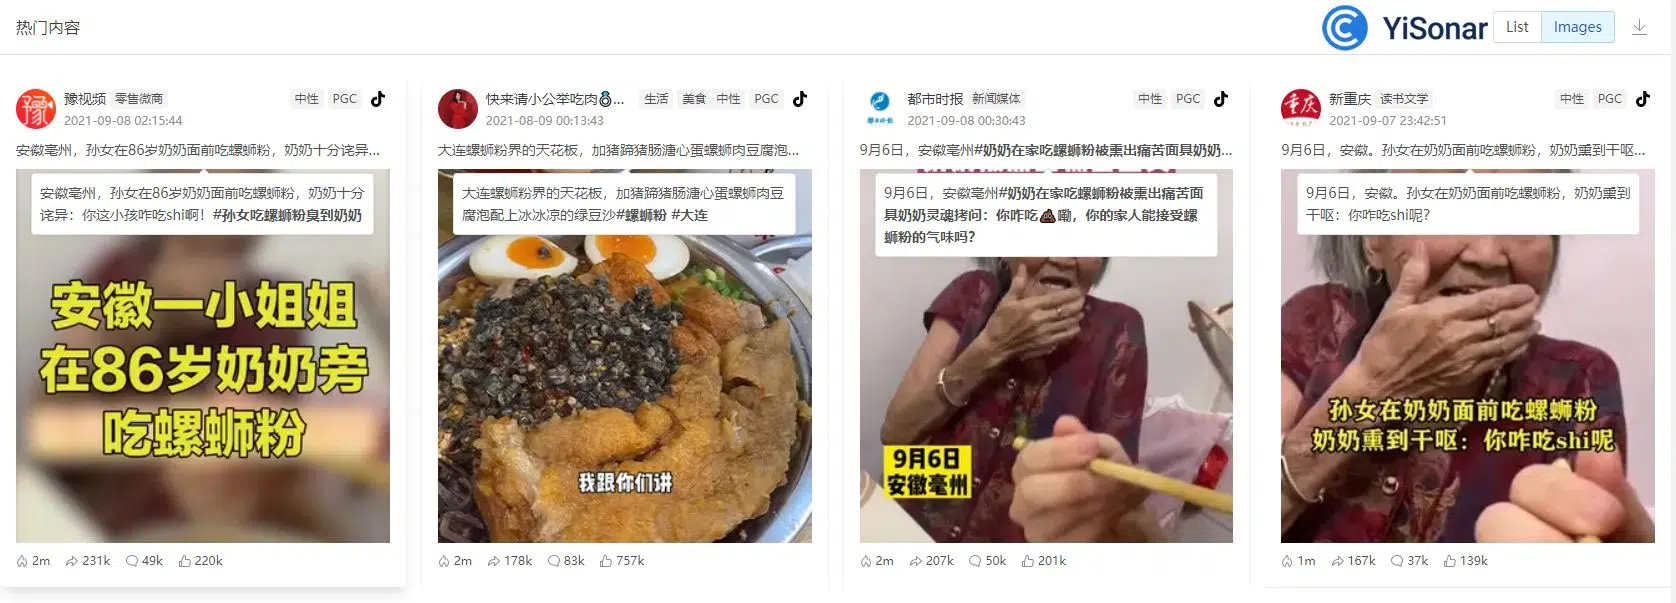 热门内容
YiSonar
List
Images
豫
豫视频 零售微商
中性 PGC
2021-09-08 02:15:44
安徽亳州，孙女在86岁奶奶面前吃螺蛳粉，奶奶十分诧异...
安徽亳州，孙女在86岁奶奶面前吃螺蛳粉，奶奶十分
诧异：你这小孩咋吃shi啊！#孙女吃螺蛳粉臭到奶奶
安徽一小姐姐
在86岁奶奶旁
吃螺蛳粉
2m 231k 49k 220k
快来请小公举吃肉💍...
生活 美食 中性 PGC
2021-08-09 00:13:43
大连螺蛳粉界的天花板，加猪蹄猪肠溏心蛋螺蛳肉豆腐泡...
大连螺蛳粉界的天花板，加猪蹄猪肠溏心蛋螺蛳肉豆
腐泡配上冰冰凉的绿豆沙#螺蛳粉 #大连
我跟你们讲
2m 178k 83k 757k
都市时报
都市时报 新闻媒体
中性 PGC
2021-09-08 00:30:43
9月6日，安徽亳州#奶奶在家吃螺蛳粉被熏出痛苦面具奶奶...
9月6日，安徽亳州#奶奶在家吃螺蛳粉被熏出痛苦面
具奶奶灵魂拷问：你咋吃💩嘞，你的家人能接受螺
蛳粉的气味吗？
9月6日
安徽亳州
2m 207k 50k 201k
重庆
新重庆 读书文学
中性 PGC
2021-09-07 23:42:51
9月6日，安徽。孙女在奶奶面前吃螺蛳粉，奶奶熏到干呕...
9月6日，安徽。孙女在奶奶面前吃螺蛳粉，奶奶熏到
干呕：你咋吃shi呢？
孙女在奶奶面前吃螺蛳粉
奶奶熏到干呕：你咋吃shi呢
1m 167k 37k 139k